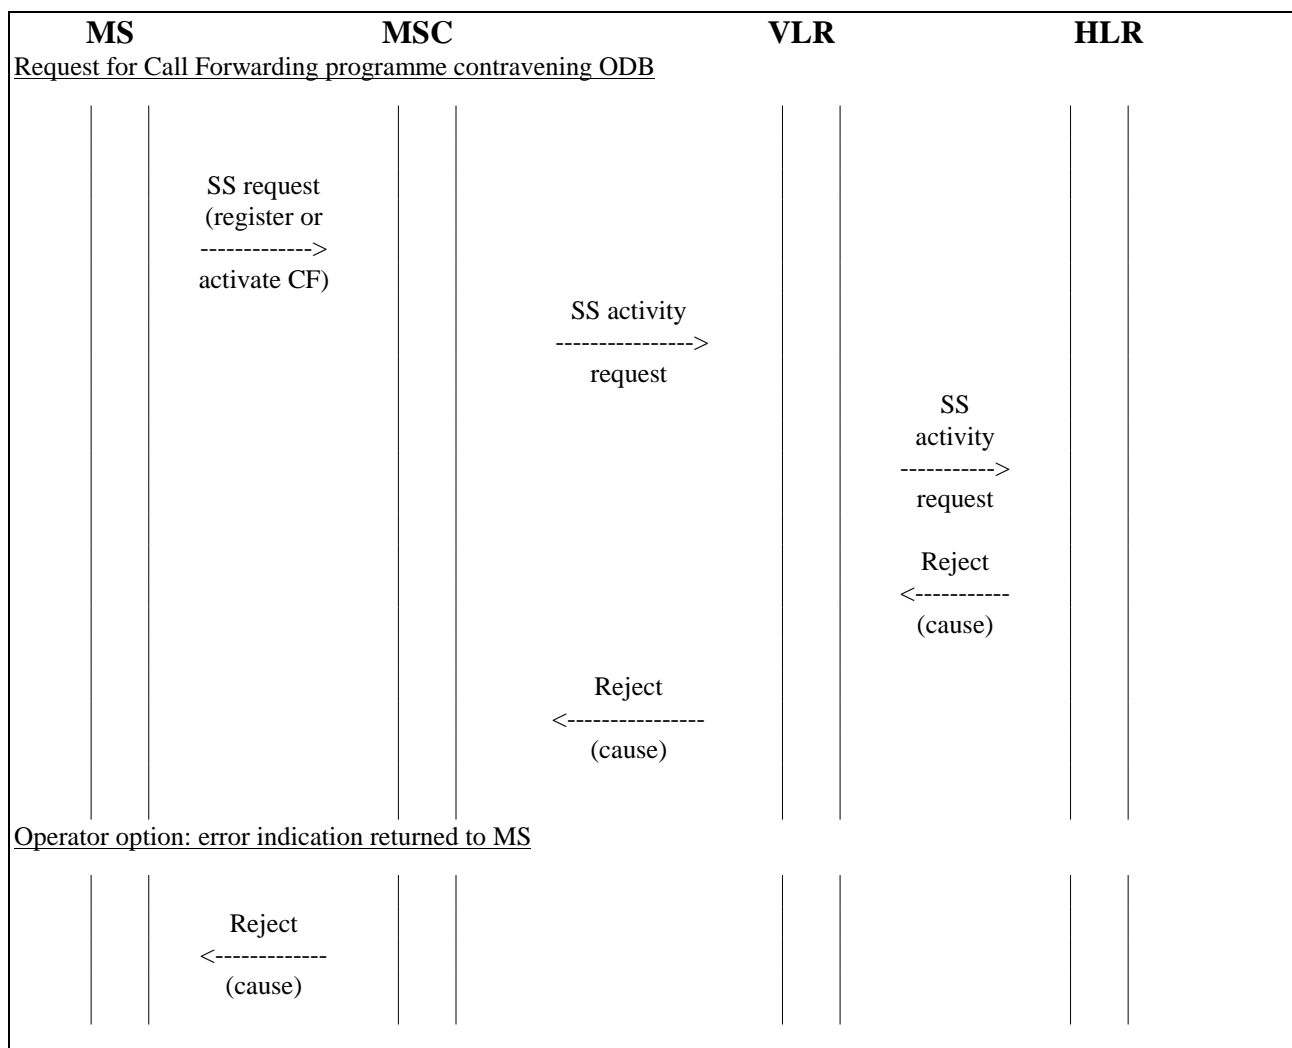 MS MSC VLR HLR
Request for Call Forwarding programme contravening ODB
SS request
(register or
------------->
activate CF)
SS activity
---------------->
request
SS
activity
----------->
request
Reject
<-----------
(cause)
Reject
<----------------
(cause)
Operator option: error indication returned to MS
Reject
<-------------
(cause)